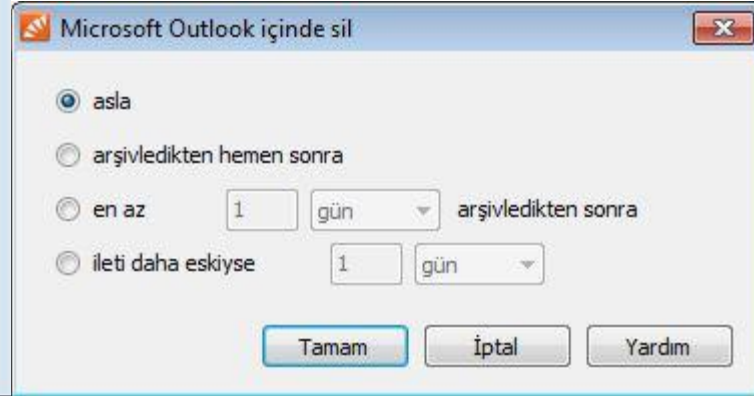 Microsoft Outlook içinde sil
asla
arşivledikten hemen sonra
en az 1 gün arşivledikten sonra
ileti daha eskiyse 1 gün
Tamam İptal Yardım